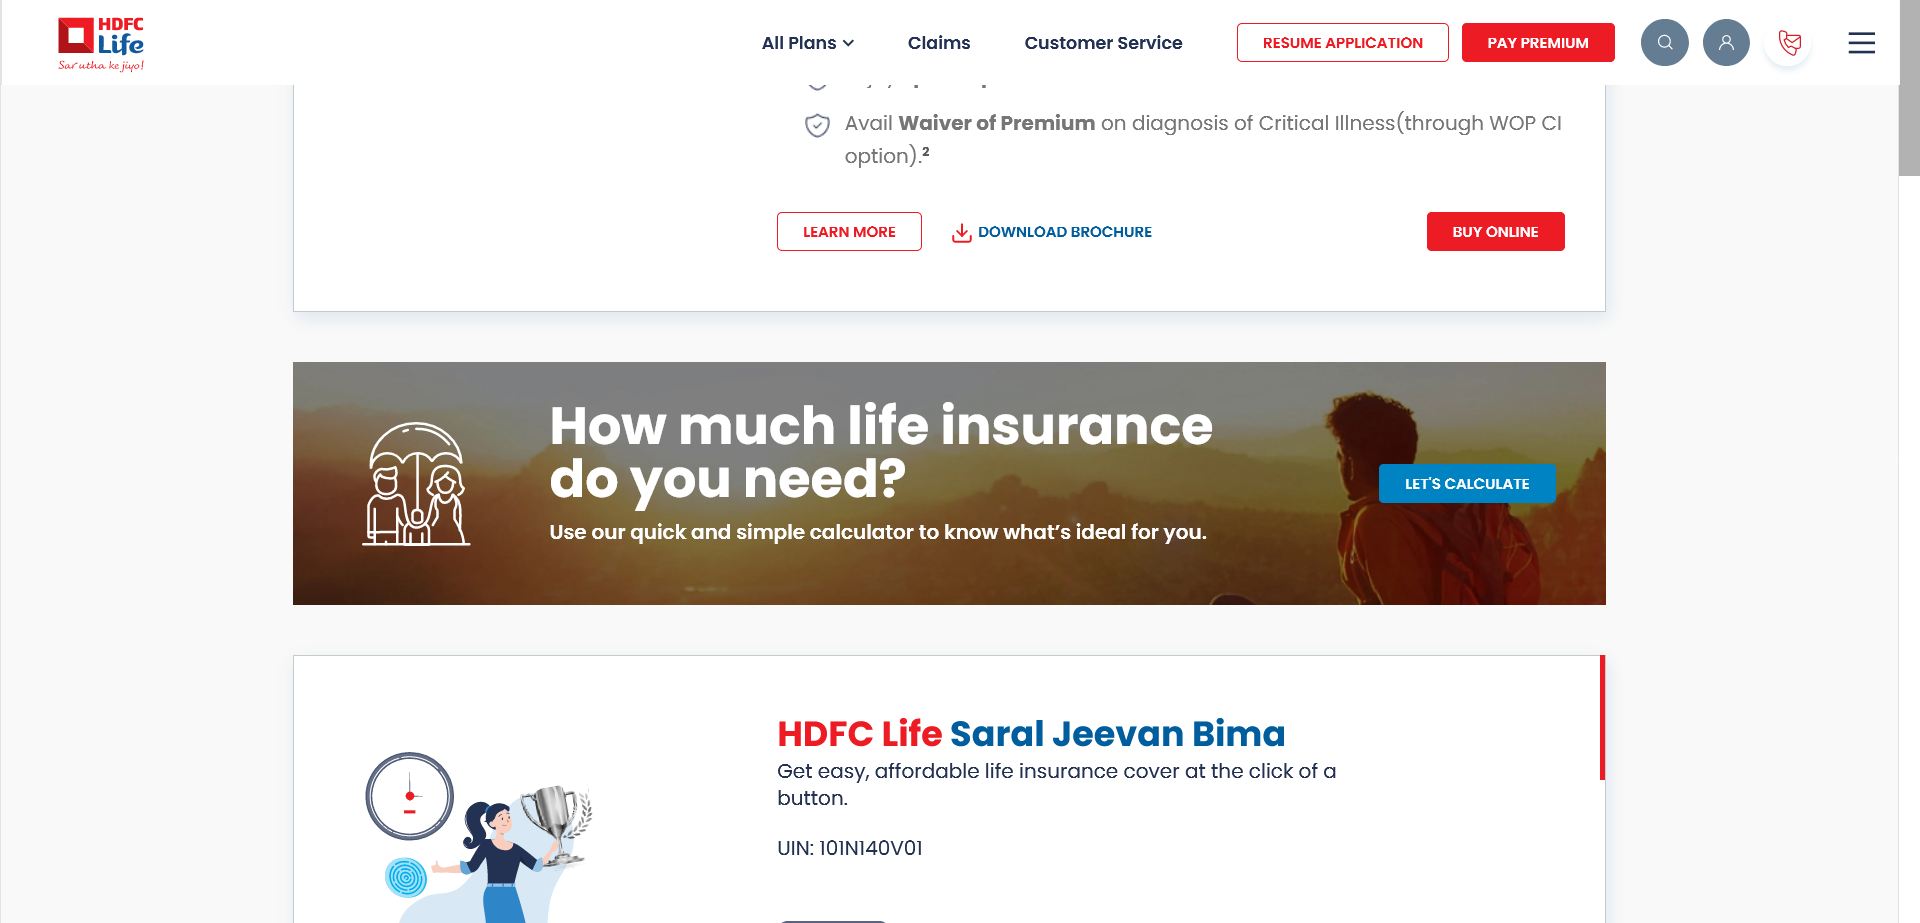 HDFC
Life
Sar utha ke jiyo!
All Plans
Claims
Customer Service
RESUME APPLICATION
PAY PREMIUM
Avail Waiver of Premium on diagnosis of Critical Illness(through WOP CI
option).²
LEARN MORE
DOWNLOAD BROCHURE
BUY ONLINE
How much life insurance
do you need?
Use our quick and simple calculator to know what's ideal for you.
LET'S CALCULATE
HDFC Life Saral Jeevan Bima
Get easy, affordable life insurance cover at the click of a
button.
UIN: 101N140V01